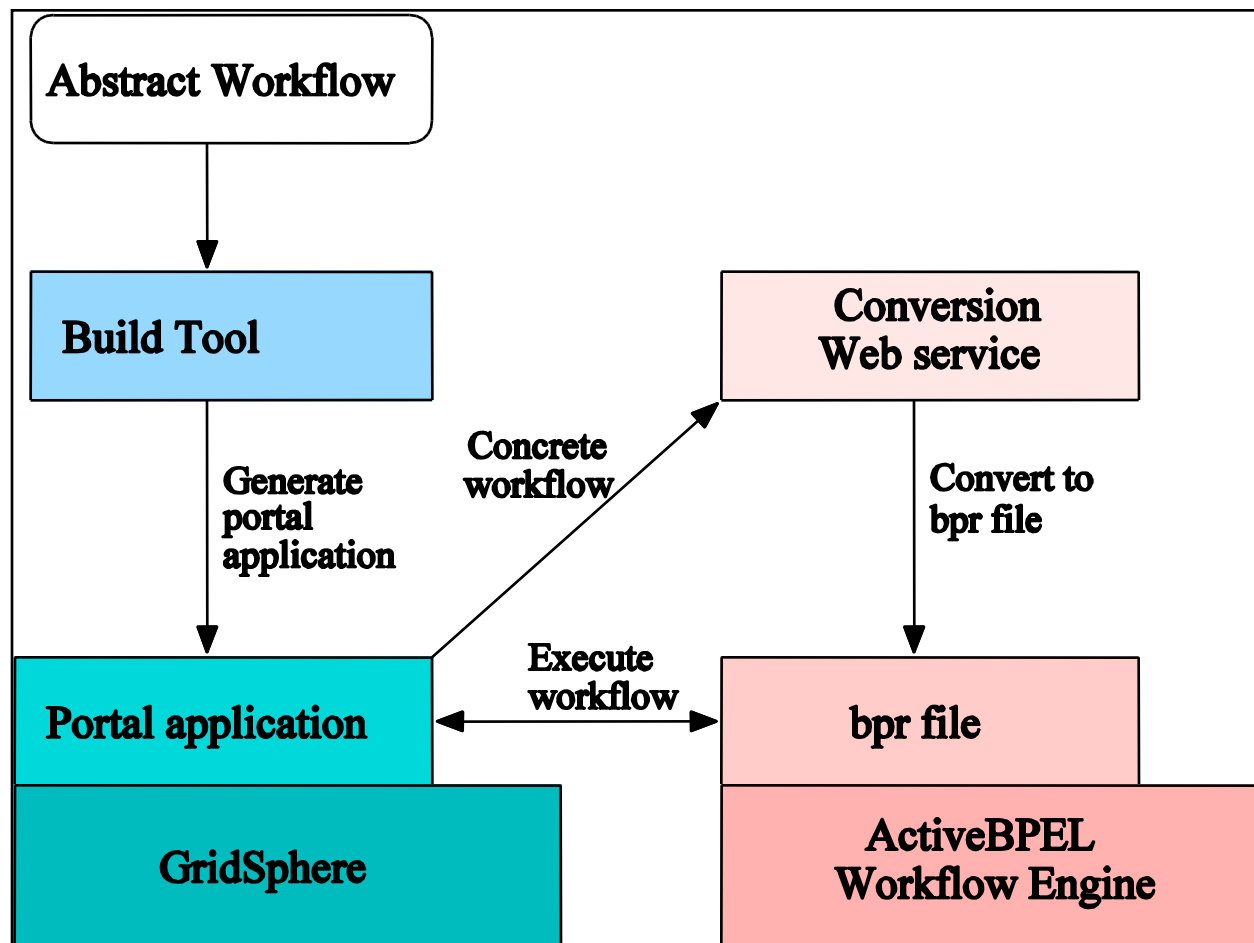 Abstract Workflow
Build Tool
Conversion
Web service
Concrete
workflow
Generate
portal
application
Convert to
bpr file
Execute
workflow
Portal application
bpr file
GridSphere
ActiveBPEL
Workflow Engine